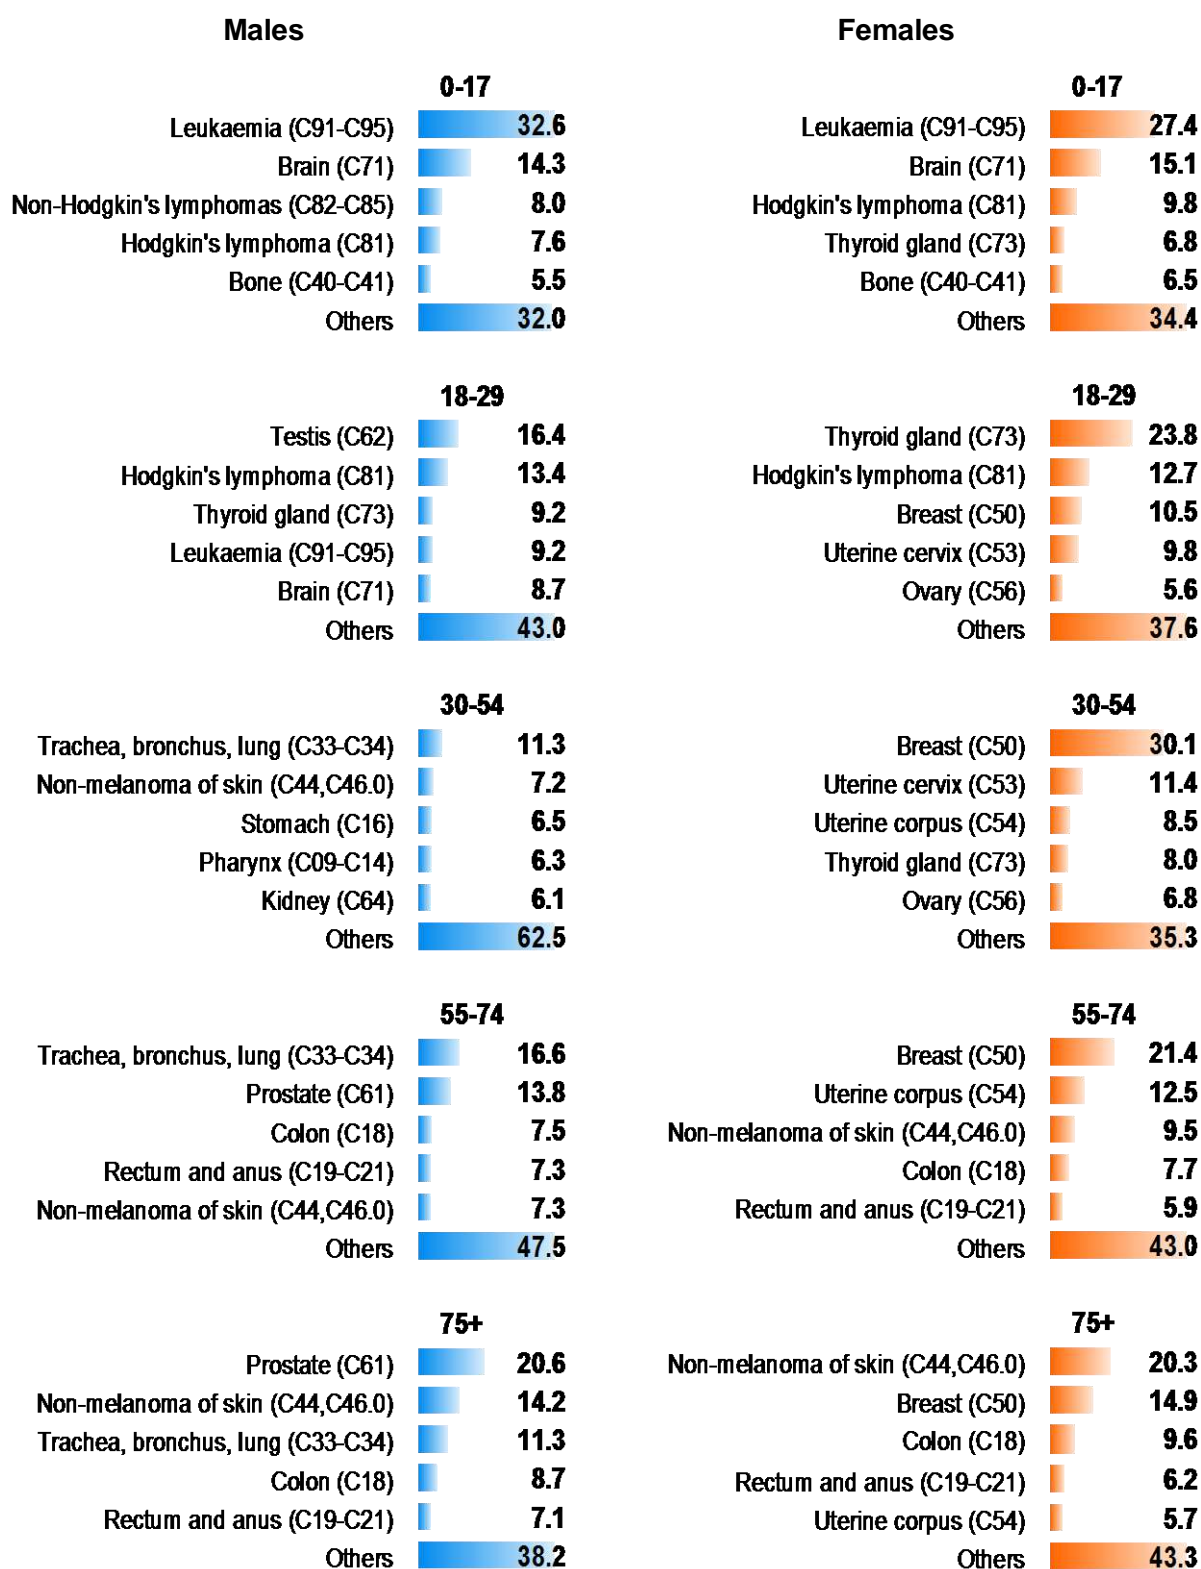 Males
0-17
Leukaemia (C91-C95) 32.6
Brain (C71) 14.3
Non-Hodgkin's lymphomas (C82-C85) 8.0
Hodgkin's lymphoma (C81) 7.6
Bone (C40-C41) 5.5
Others 32.0
18-29
Testis (C62) 16.4
Hodgkin's lymphoma (C81) 13.4
Thyroid gland (C73) 9.2
Leukaemia (C91-C95) 9.2
Brain (C71) 8.7
Others 43.0
30-54
Trachea, bronchus, lung (C33-C34) 11.3
Non-melanoma of skin (C44,C46.0) 7.2
Stomach (C16) 6.5
Pharynx (C09-C14) 6.3
Kidney (C64) 6.1
Others 62.5
55-74
Trachea, bronchus, lung (C33-C34) 16.6
Prostate (C61) 13.8
Colon (C18) 7.5
Rectum and anus (C19-C21) 7.3
Non-melanoma of skin (C44,C46.0) 7.3
Others 47.5
75+
Prostate (C61) 20.6
Non-melanoma of skin (C44,C46.0) 14.2
Trachea, bronchus, lung (C33-C34) 11.3
Colon (C18) 8.7
Rectum and anus (C19-C21) 7.1
Others 38.2
Females
0-17
Leukaemia (C91-C95) 27.4
Brain (C71) 15.1
Hodgkin's lymphoma (C81) 9.8
Thyroid gland (C73) 6.8
Bone (C40-C41) 6.5
Others 34.4
18-29
Thyroid gland (C73) 23.8
Hodgkin's lymphoma (C81) 12.7
Breast (C50) 10.5
Uterine cervix (C53) 9.8
Ovary (C56) 5.6
Others 37.6
30-54
Breast (C50) 30.1
Uterine cervix (C53) 11.4
Uterine corpus (C54) 8.5
Thyroid gland (C73) 8.0
Ovary (C56) 6.8
Others 35.3
55-74
Breast (C50) 21.4
Uterine corpus (C54) 12.5
Non-melanoma of skin (C44,C46.0) 9.5
Colon (C18) 7.7
Rectum and anus (C19-C21) 5.9
Others 43.0
75+
Non-melanoma of skin (C44,C46.0) 20.3
Breast (C50) 14.9
Colon (C18) 9.6
Rectum and anus (C19-C21) 6.2
Uterine corpus (C54) 5.7
Others 43.3